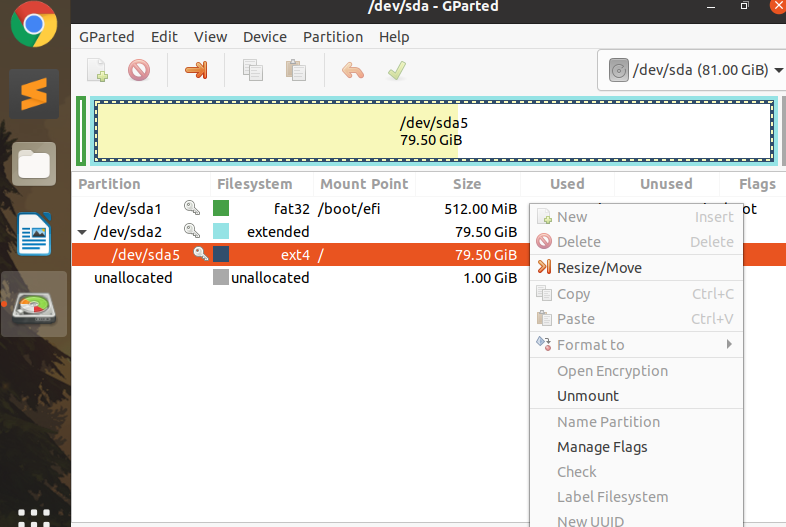 /dev/sda - GParted
GParted Edit View Device Partition Help
/dev/sda (81.00 GiB)
/dev/sda5
79.50 GiB
Partition Filesystem Mount Point Size Used Unused Flags
/dev/sda1 fat32 /boot/efi 512.00 MiB
/dev/sda2 extended 79.50 GiB
/dev/sda5 ext4 / 79.50 GiB
unallocated unallocated 1.00 GiB
New Insert
Delete Delete
Resize/Move
Copy Ctrl+C
Paste Ctrl+V
Format to
Open Encryption
Unmount
Name Partition
Manage Flags
Check
Label Filesystem
New UUID